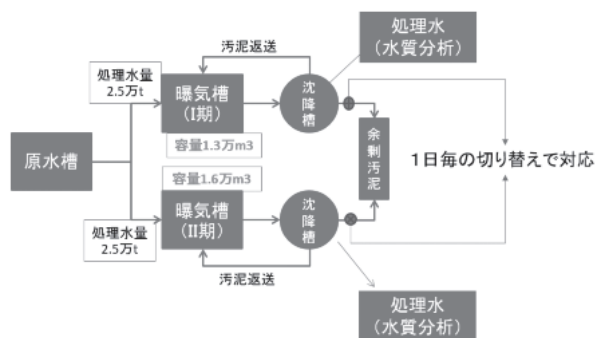 汚泥返送
処理水
(水質分析)
処理水量
2.5万t
曝気槽
(I期)
沈降槽
容量1.3万m3
原水槽
余剰汚泥
1日毎の切り替えで対応
容量1.6万m3
曝気槽
(II期)
沈降槽
処理水量
2.5万t
汚泥返送
処理水
(水質分析)